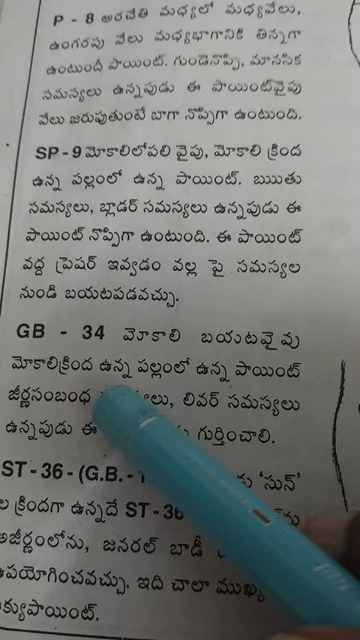 P - 8 అరచేతి మధ్యలో మధ్యవేలు,
ఉంగరపు వేలు మధ్యభాగానికి తిన్నగా
ఉంటుంది పాయింట్. గుండెనొప్పి, మానసిక
సమస్యలు ఉన్నపుడు ఈ పాయింట్‌వైపు
వేలు జరుపుతుంటే బాగా నొప్పిగా ఉంటుంది.
SP - 9 మోకాలిలోపలి వైపు, మోకాలి క్రింద
ఉన్న పల్లంలో ఉన్న పాయింట్. ఋుతు
సమస్యలు, బ్లాడర్ సమస్యలు ఉన్నపుడు ఈ
పాయింట్ నొప్పిగా ఉంటుంది. ఈ పాయింట్
వద్ద ప్రెషర్ ఇవ్వడం వల్ల పై సమస్యల
నుండి బయటపడవచ్చు.
GB - 34 మోకాలి బయటవైపు
మోకాలిక్రింద ఉన్న పల్లంలో ఉన్న పాయింట్
జీర్ణసంబంధ లివర్ సమస్యలు
ఉన్నపుడు ఈ గుర్తించాలి.
ST - 36 - (G.B. - 'సున్'
క్రిందగా ఉన్నదే ST - 36
అజీర్ణంలోను, జనరల్ బాడీ
ఉపయోగించవచ్చు. ఇది చాలా ముఖ్య
క్యుపాయింట్.